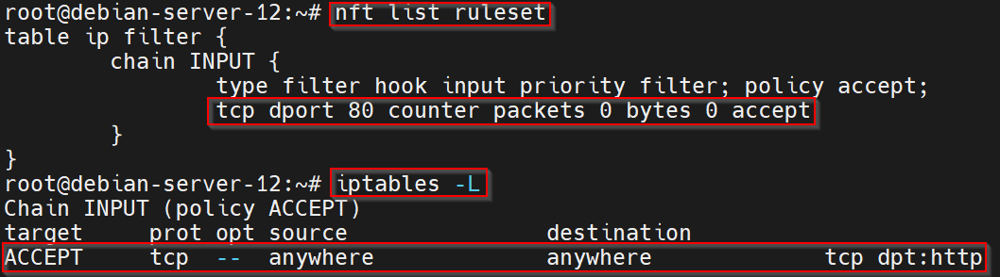 root@debian-server-12:~# nft list ruleset
table ip filter {
        chain INPUT {
                type filter hook input priority filter; policy accept;
                tcp dport 80 counter packets 0 bytes 0 accept
        }
}
root@debian-server-12:~# iptables -L
Chain INPUT (policy ACCEPT)
target     prot opt source               destination
ACCEPT     tcp  --  anywhere             anywhere             tcp dpt:http